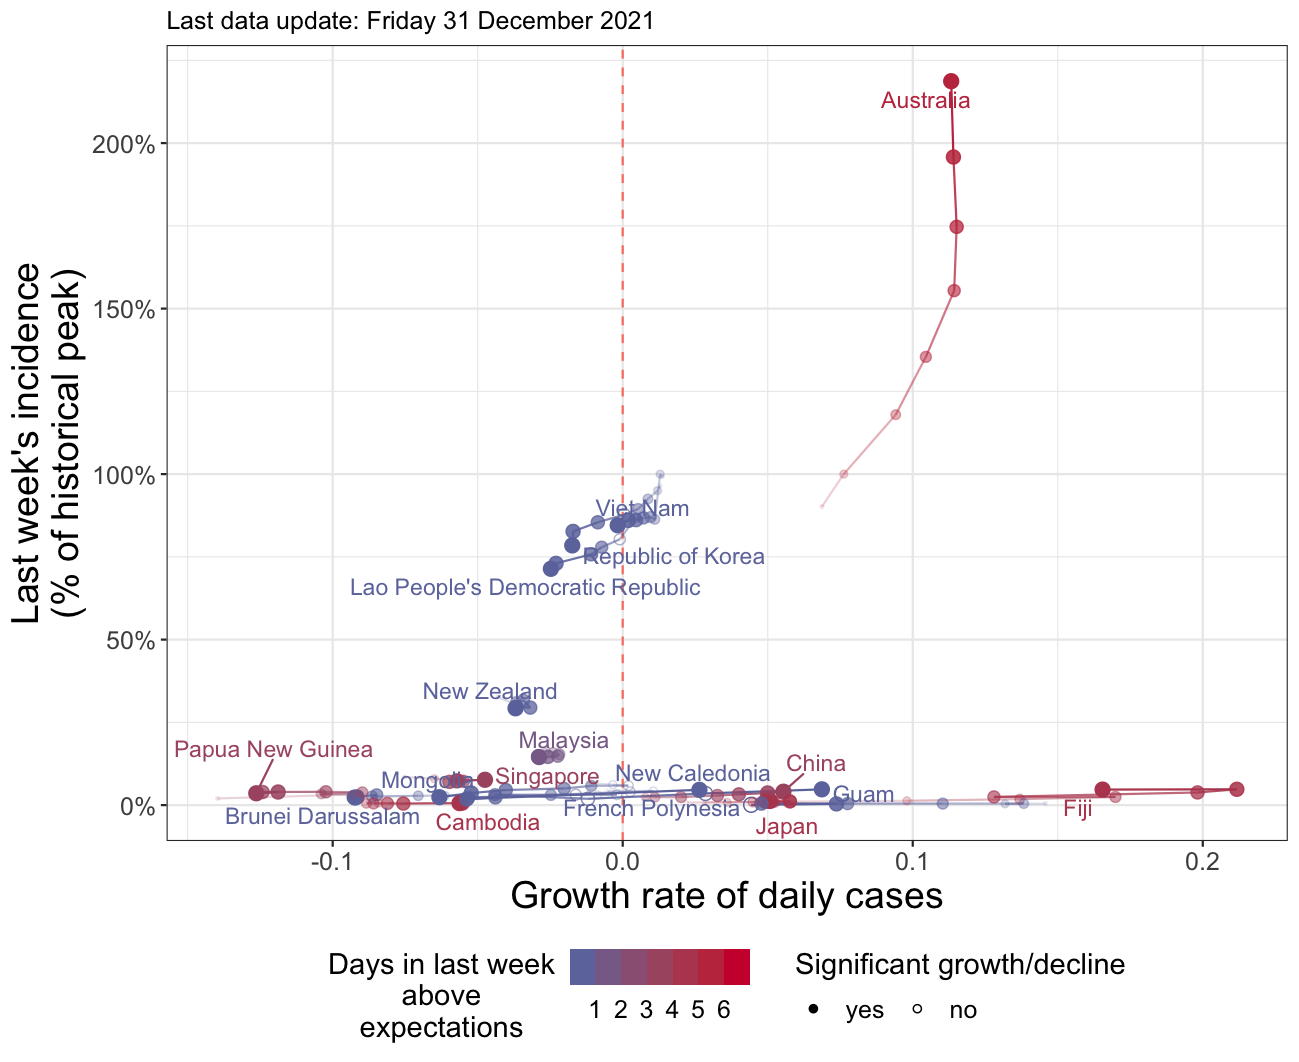 Last data update: Friday 31 December 2021
Last week's incidence
(% of historical peak)
200%
150%
100%
50%
0%
Australia
Viet Nam
Republic of Korea
Lao People's Democratic Republic
New Zealand
Malaysia
Papua New Guinea
Mongolia
Singapore
New Caledonia
China
Guam
French Polynesia
Fiji
Brunei Darussalam
Cambodia
Japan
-0.1
0.0
0.1
0.2
Growth rate of daily cases
Days in last week
above
expectations
1 2 3 4 5 6
Significant growth/decline
yes
no